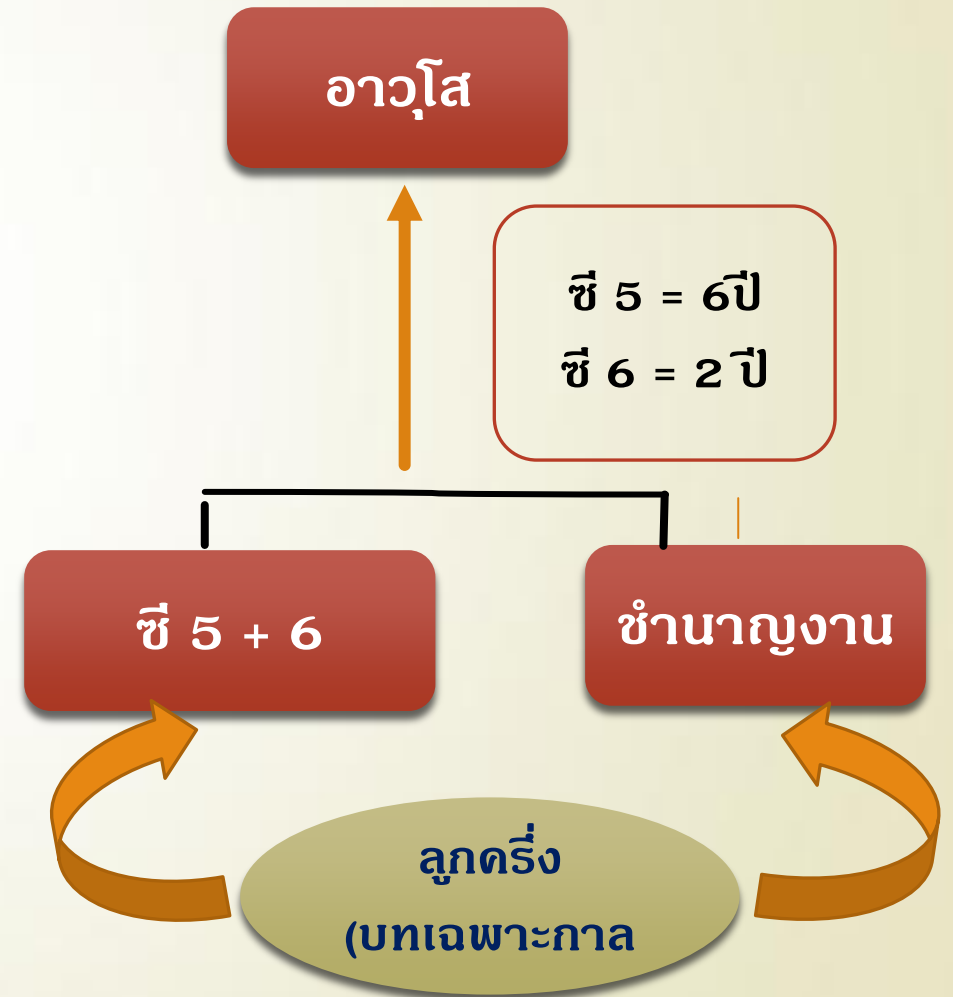 อาวุโส
ซี 5 = 6ปี
ซี 6 = 2 ปี
ซี 5 + 6
ชำนาญงาน
ลูกครึ่ง
(บทเฉพาะกาล